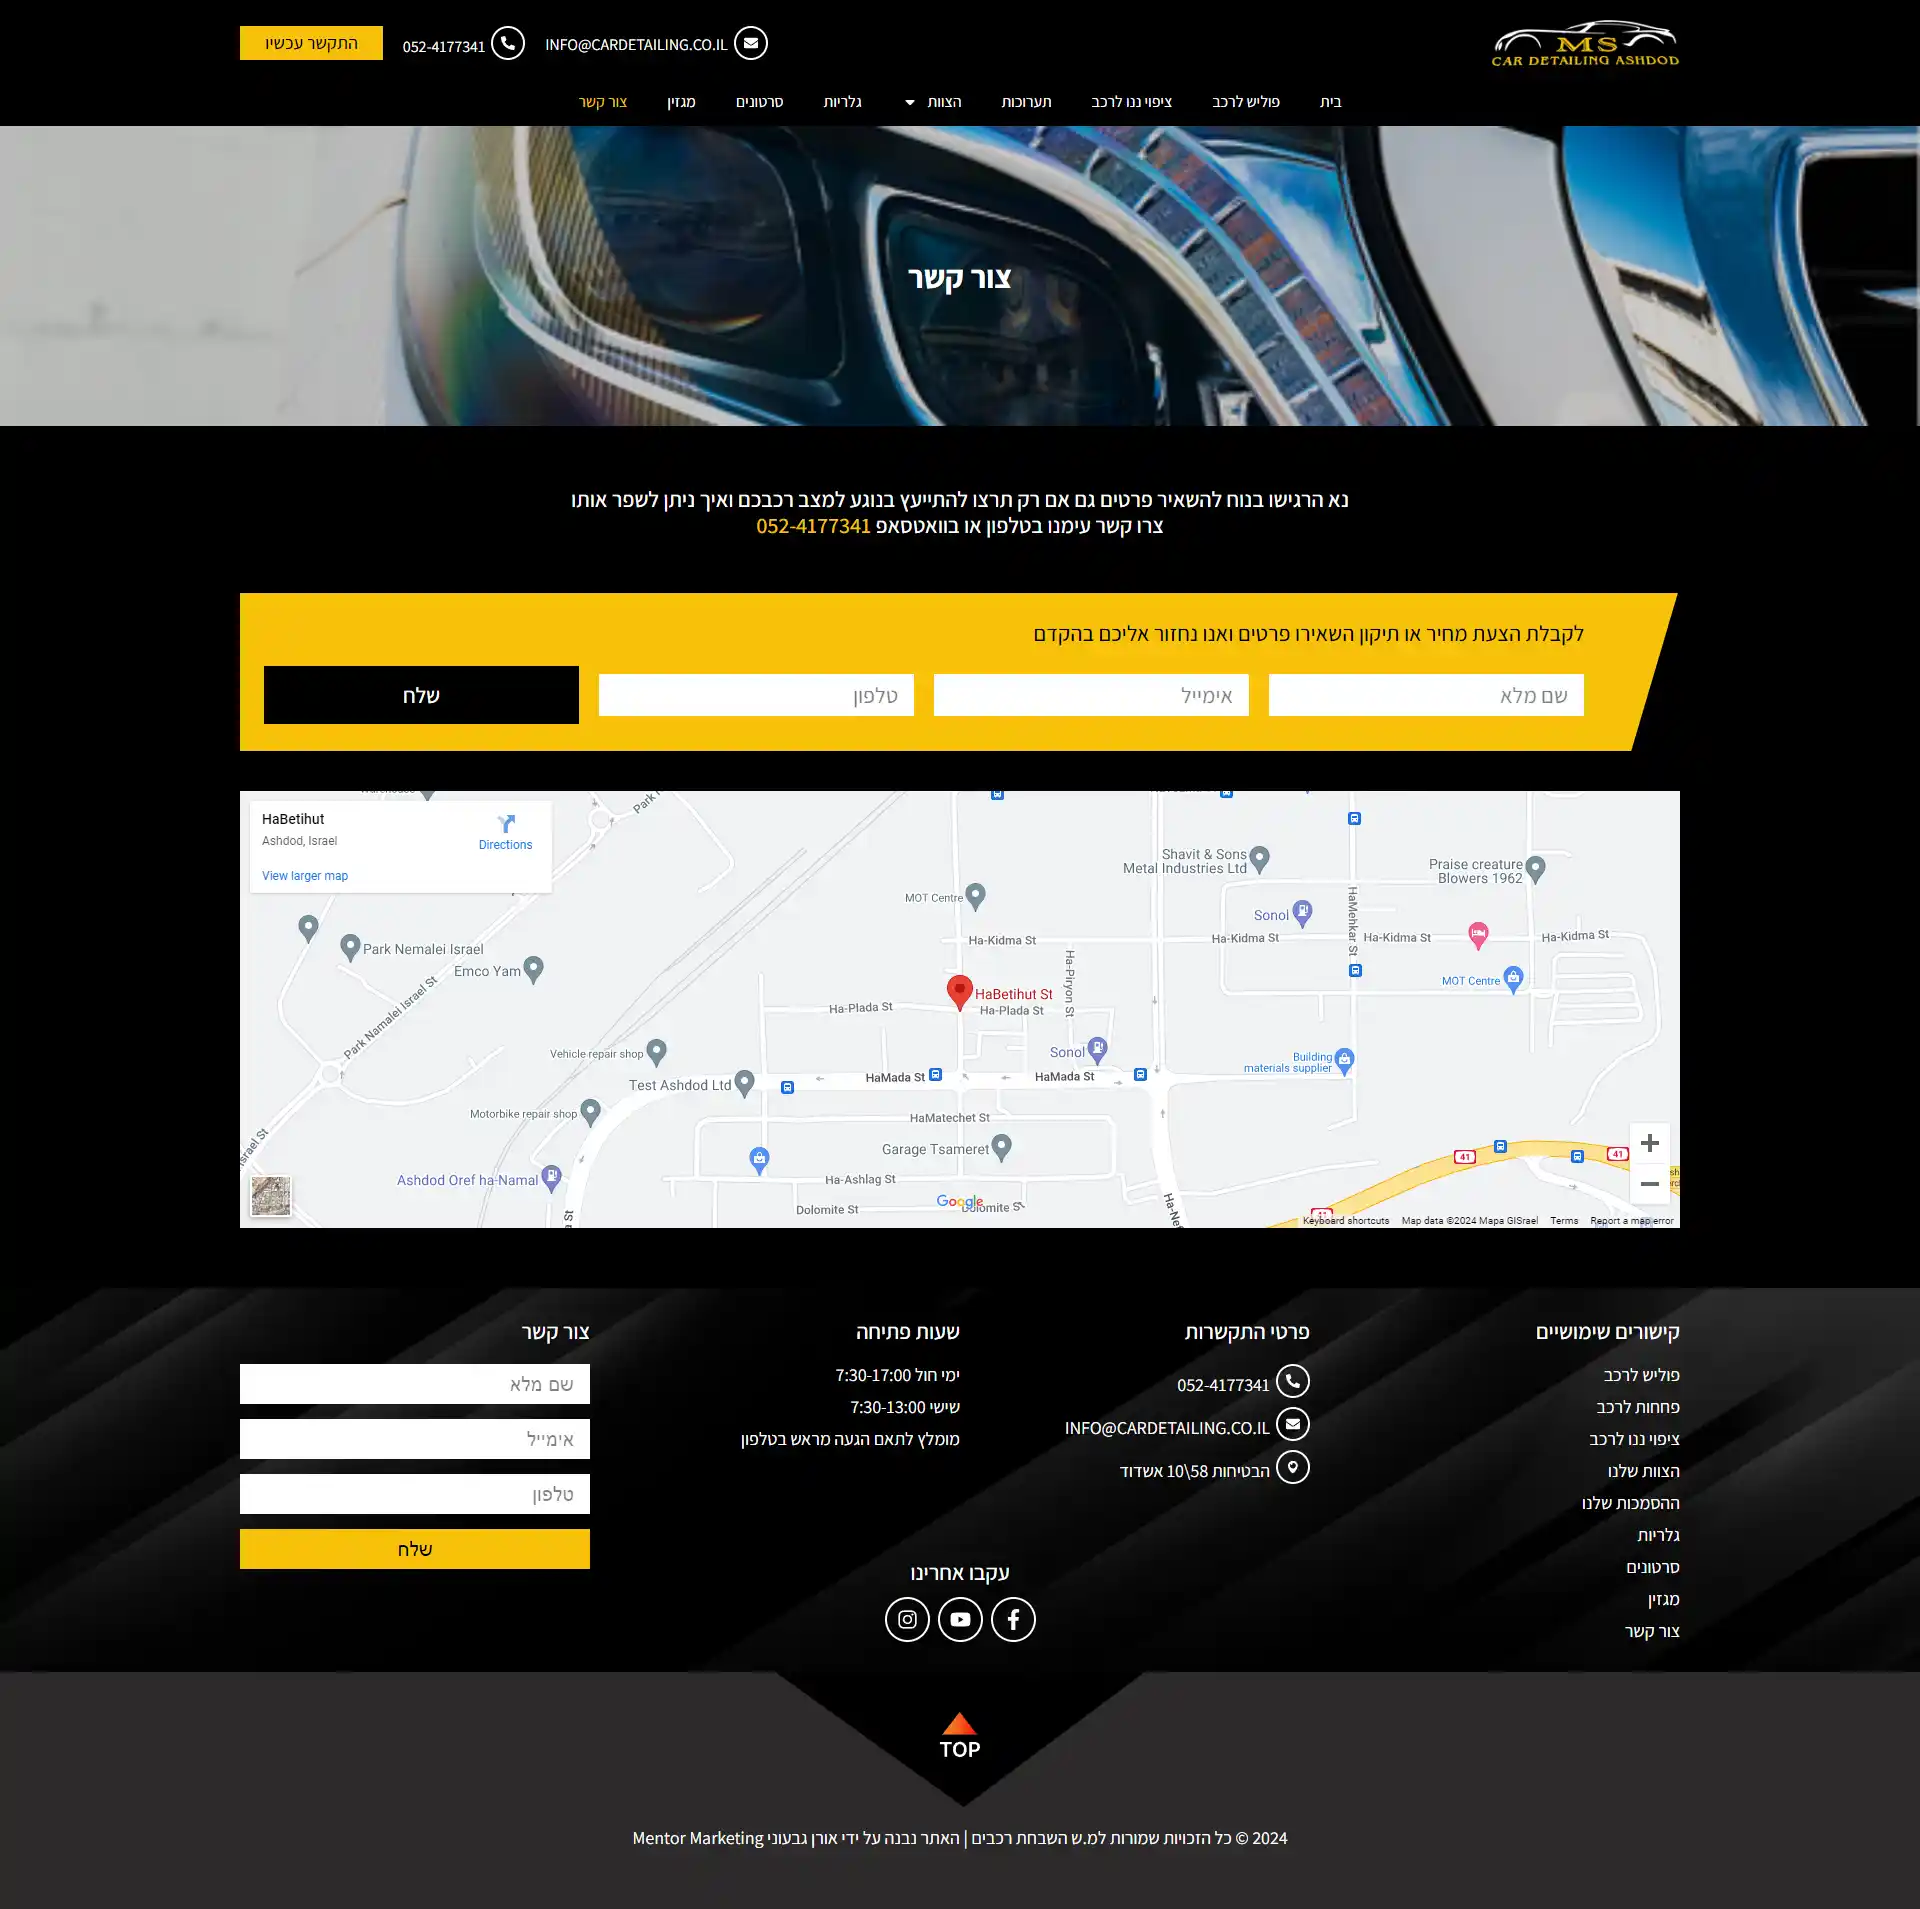 MS
CAR DETAILING ASHDOD
INFO@CARDETAILING.CO.IL
052-4177341
התקשר עכשיו
בית
פוליש לרכב
ציפוי ננו לרכב
תערוכות
הצוות
גלריות
סרטונים
מגזין
צור קשר
צור קשר
נא הרגישו בנוח להשאיר פרטים גם אם רק תרצו להתייעץ בנוגע למצב רכבכם ואיך ניתן לשפר אותו
צרו קשר עימנו בטלפון או בוואטסאפ 052-4177341
לקבלת הצעת מחיר או תיקון השאירו פרטים ואנו נחזור אליכם בהקדם
שם מלא
אימייל
טלפון
שלח
HaBetihut
Ashdod, Israel
Directions
View larger map
Shavit & Sons
Metal Industries Ltd
Praise creature
Blowers 1962
MOT Centre
Sonol
HaMehkar St
Ha-Kidma St
Ha-Kidma St
Ha-Kidma St
Ha-Kidma St
Park Nemalei Israel
Emco Yam
Park Namalei Israel St
MOT Centre
HaBetihut St
Ha-Piryon St
Ha-Plada St
Ha-Plada St
Vehicle repair shop
Sonol
Building
materials supplier
Test Ashdod Ltd
HaMada St
HaMada St
Motorbike repair shop
HaMatechet St
Garage Tsameret
41
41
Ashdod Oref ha-Namal
Ha-Ashlag St
Dolomite St
Google
Dolomite St
Keyboard shortcuts
Map data ©2024 Mapa GISrael
Terms
Report a map error
קישורים שימושיים
פוליש לרכב
פחחות לרכב
ציפוי ננו לרכב
הצוות שלנו
ההסמכות שלנו
גלריות
סרטונים
מגזין
צור קשר
פרטי התקשרות
052-4177341
INFO@CARDETAILING.CO.IL
הבטיחות 58\10 אשדוד
שעות פתיחה
ימי חול 7:30-17:00
שישי 7:30-13:00
מומלץ לתאם הגעה מראש בטלפון
צור קשר
שם מלא
אימייל
טלפון
שלח
עקבו אחרינו
TOP
2024 © כל הזכויות שמורות למ.ש השבחת רכבים | האתר נבנה על ידי אורן גבעוני Mentor Marketing